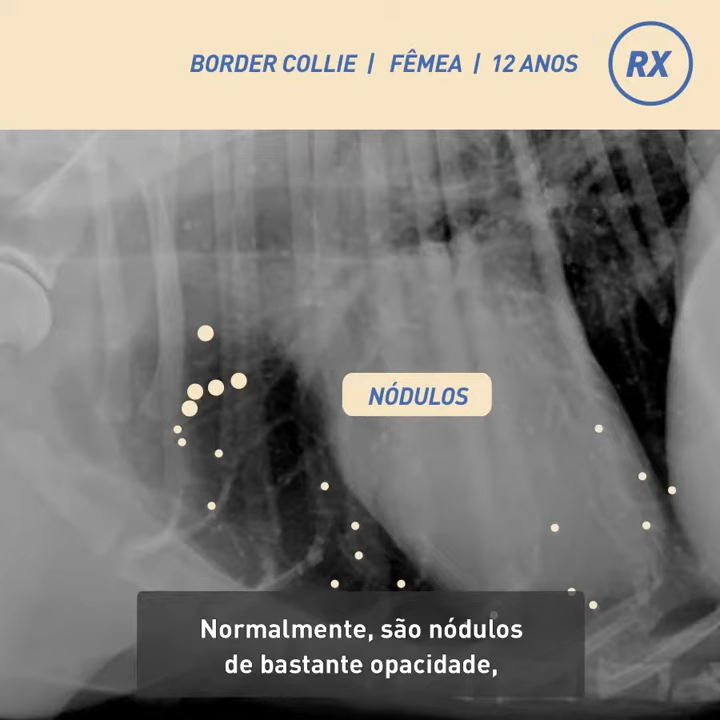 BORDER COLLIE | FÊMEA | 12 ANOS
RX
NÓDULOS
Normalmente, são nódulos
de bastante opacidade,